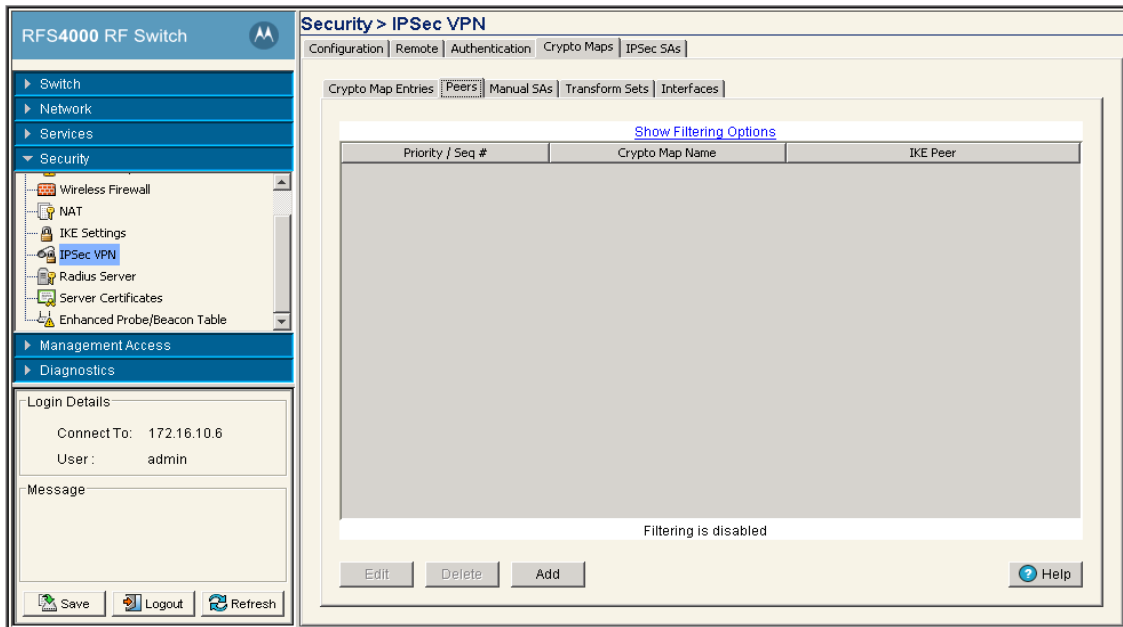 RFS4000 RF Switch
Switch
Network
Services
Security
Wireless Firewall
NAT
IKE Settings
IPSec VPN
Radius Server
Server Certificates
Enhanced Probe/Beacon Table
Management Access
Diagnostics
Login Details
Connect To: 172.16.10.6
User : admin
Message
Save Logout Refresh
Security > IPSec VPN
Configuration Remote Authentication Crypto Maps IPSec SAs
Crypto Map Entries Peers Manual SAs Transform Sets Interfaces
Show Filtering Options
Priority / Seq # Crypto Map Name IKE Peer
Filtering is disabled
Edit Delete Add Help